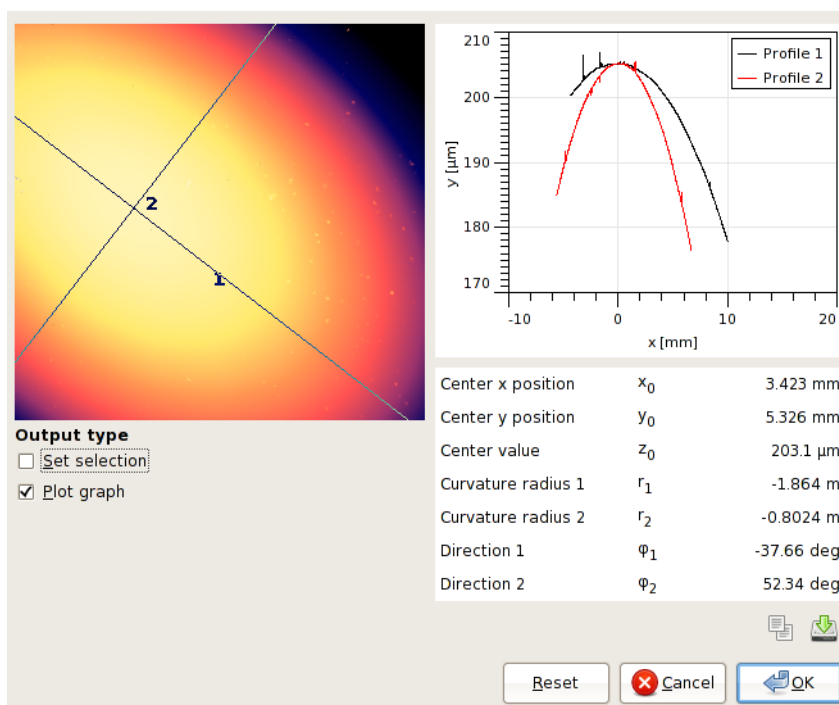 2
1
Output type
Set selection
Plot graph
210
200
190
180
170
y [µm]
-10
0
10
20
x [mm]
Profile 1
Profile 2
Center x position x0 3.423 mm
Center y position y0 5.326 mm
Center value z0 203.1 µm
Curvature radius 1 r1 -1.864 m
Curvature radius 2 r2 -0.8024 m
Direction 1 φ1 -37.66 deg
Direction 2 φ2 52.34 deg
Reset
Cancel
OK